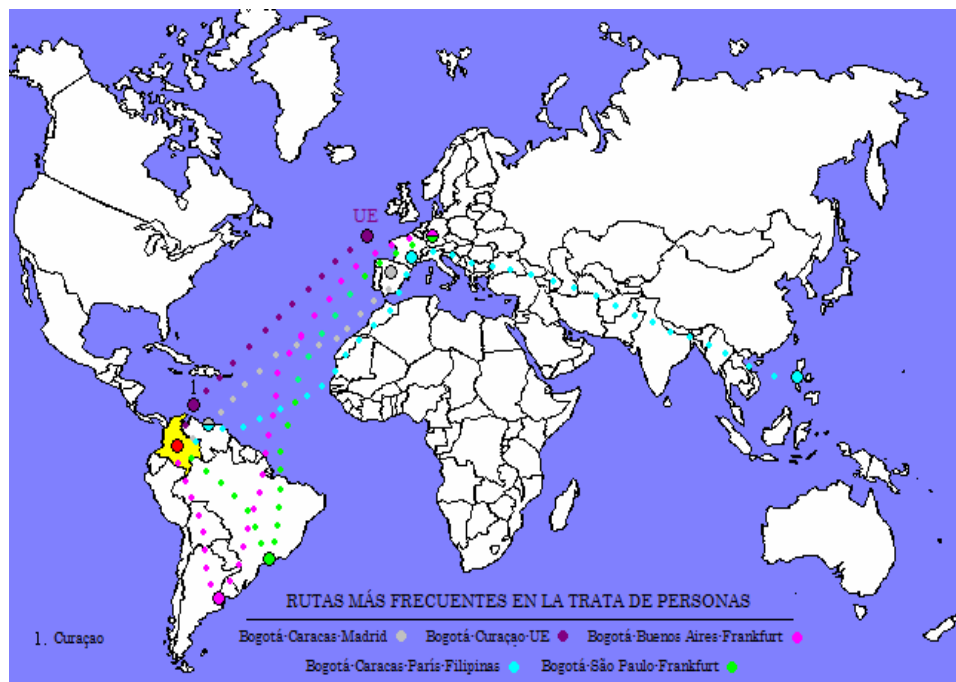 UE
1
RUTAS MÁS FRECUENTES EN LA TRATA DE PERSONAS
1. Curaçao
Bogotá-Caracas-Madrid
Bogotá-Curaçao-UE
Bogotá-Buenos Aires-Frankfurt
Bogotá-Caracas-París-Filipinas
Bogotá-São Paulo-Frankfurt